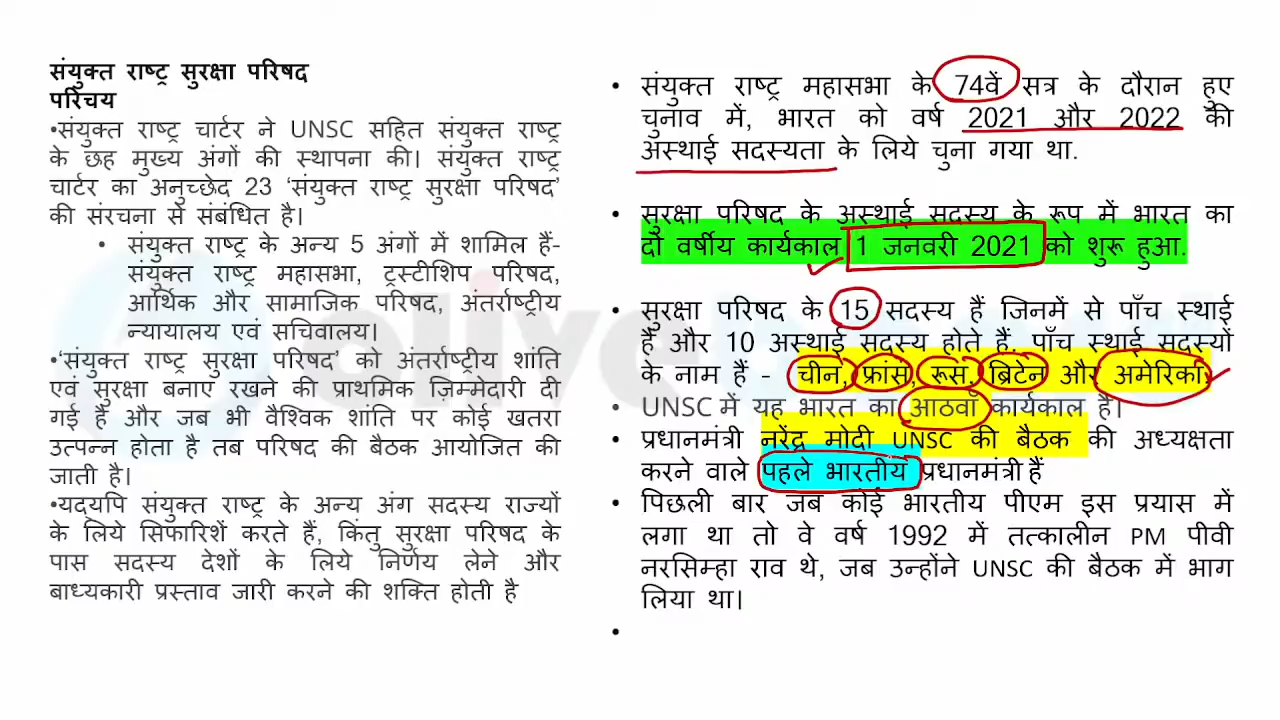 संयुक्त राष्ट्र सुरक्षा परिषद
परिचय
•संयुक्त राष्ट्र चार्टर ने UNSC सहित संयुक्त राष्ट्र
के छह मुख्य अंगों की स्थापना की। संयुक्त राष्ट्र
चार्टर का अनुच्छेद 23 ‘संयुक्त राष्ट्र सुरक्षा परिषद’
की संरचना से संबंधित है।
• संयुक्त राष्ट्र के अन्य 5 अंगों में शामिल हैं-
संयुक्त राष्ट्र महासभा, ट्रस्टीशिप परिषद,
आर्थिक और सामाजिक परिषद, अंतर्राष्ट्रीय
न्यायालय एवं सचिवालय।
•‘संयुक्त राष्ट्र सुरक्षा परिषद’ को अंतर्राष्ट्रीय शांति
एवं सुरक्षा बनाए रखने की प्राथमिक ज़िम्मेदारी दी
गई है और जब भी वैश्विक शांति पर कोई खतरा
उत्पन्न होता है तब परिषद की बैठक आयोजित की
जाती है।
•यद्यपि संयुक्त राष्ट्र के अन्य अंग सदस्य राज्यों
के लिये सिफारिशें करते हैं, किंतु सुरक्षा परिषद के
पास सदस्य देशों के लिये निर्णय लेने और
बाध्यकारी प्रस्ताव जारी करने की शक्ति होती है
• संयुक्त राष्ट्र महासभा के 74वें सत्र के दौरान हुए
चुनाव में, भारत को वर्ष 2021 और 2022 की
अस्थाई सदस्यता के लिये चुना गया था.
• सुरक्षा परिषद के अस्थाई सदस्य के रूप में भारत का
दो वर्षीय कार्यकाल 1 जनवरी 2021 को शुरू हुआ.
• सुरक्षा परिषद के 15 सदस्य हैं जिनमें से पाँच स्थाई
हैं और 10 अस्थाई सदस्य होते हैं. पाँच स्थाई सदस्यों
के नाम हैं - चीन, फ्रांस, रूस, ब्रिटेन और अमेरिका
• UNSC में यह भारत का आठवाँ कार्यकाल है।
• प्रधानमंत्री नरेंद्र मोदी UNSC की बैठक की अध्यक्षता
करने वाले पहले भारतीय प्रधानमंत्री हैं
• पिछली बार जब कोई भारतीय पीएम इस प्रयास में
लगा था तो वे वर्ष 1992 में तत्कालीन PM पीवी
नरसिम्हा राव थे, जब उन्होंने UNSC की बैठक में भाग
लिया था।
•